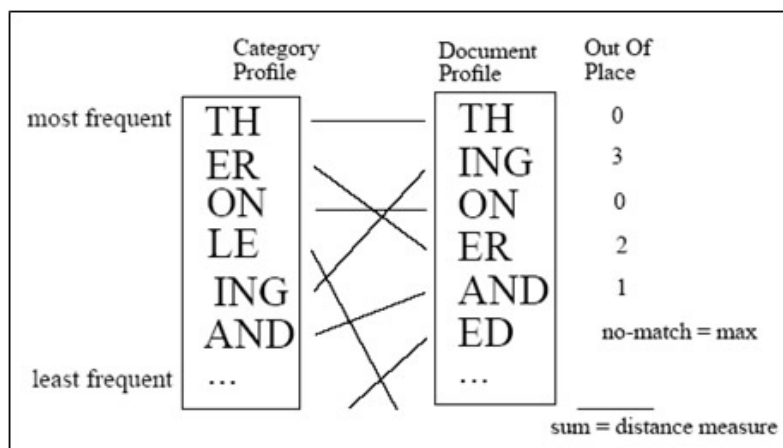 Category Profile Document Profile Out Of Place
most frequent TH TH 0
ER ING 3
ON ON 0
LE ER 2
ING AND 1
AND ED no-match = max
least frequent ... ...
sum = distance measure